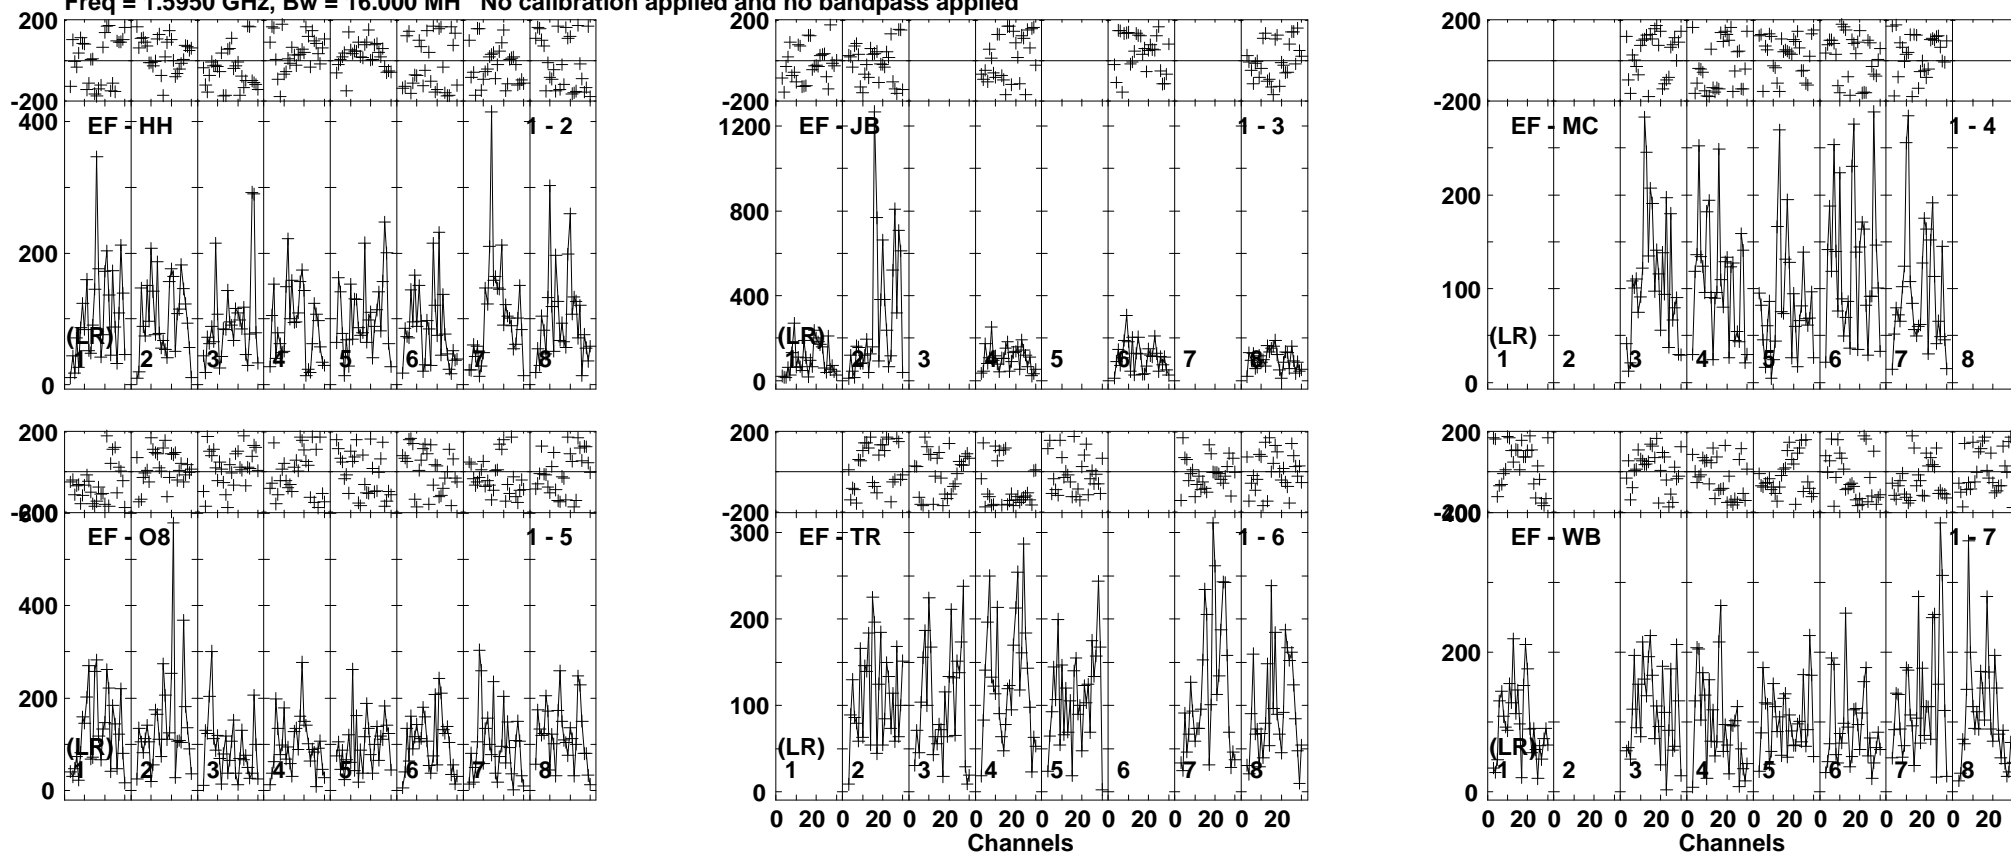 Freq = 1.5950 GHz, Bw = 16.000 MH No calibration applied and no bandpass applied
200 200 200
-200 -200 -200
400 EF - HH 1 - 2 1200 EF - JB 1 - 3 EF - MC 1 - 4
800 200
200 400 100
(LR) (LR) (LR)
1 2 3 4 5 6 7 8 1 2 3 4 5 6 7 8 1 2 3 4 5 6 7 8
0 0 0
200 200 200
-200 -200
600 300 400
EF - O8 1 - 5 EF - TR 1 - 6 EF - WB 1 - 7
400 200 200
200 100
(LR) (LR) (LR)
1 2 3 4 5 6 7 8 1 2 3 4 5 6 7 8 1 2 3 4 5 6 7 8
0 0 0
0 20 0 20 0 20 0 20 0 20 0 20 0 20 0 20 0 20 0 20 0 20 0 20 0 20 0 20 0 20 0 20
Channels Channels